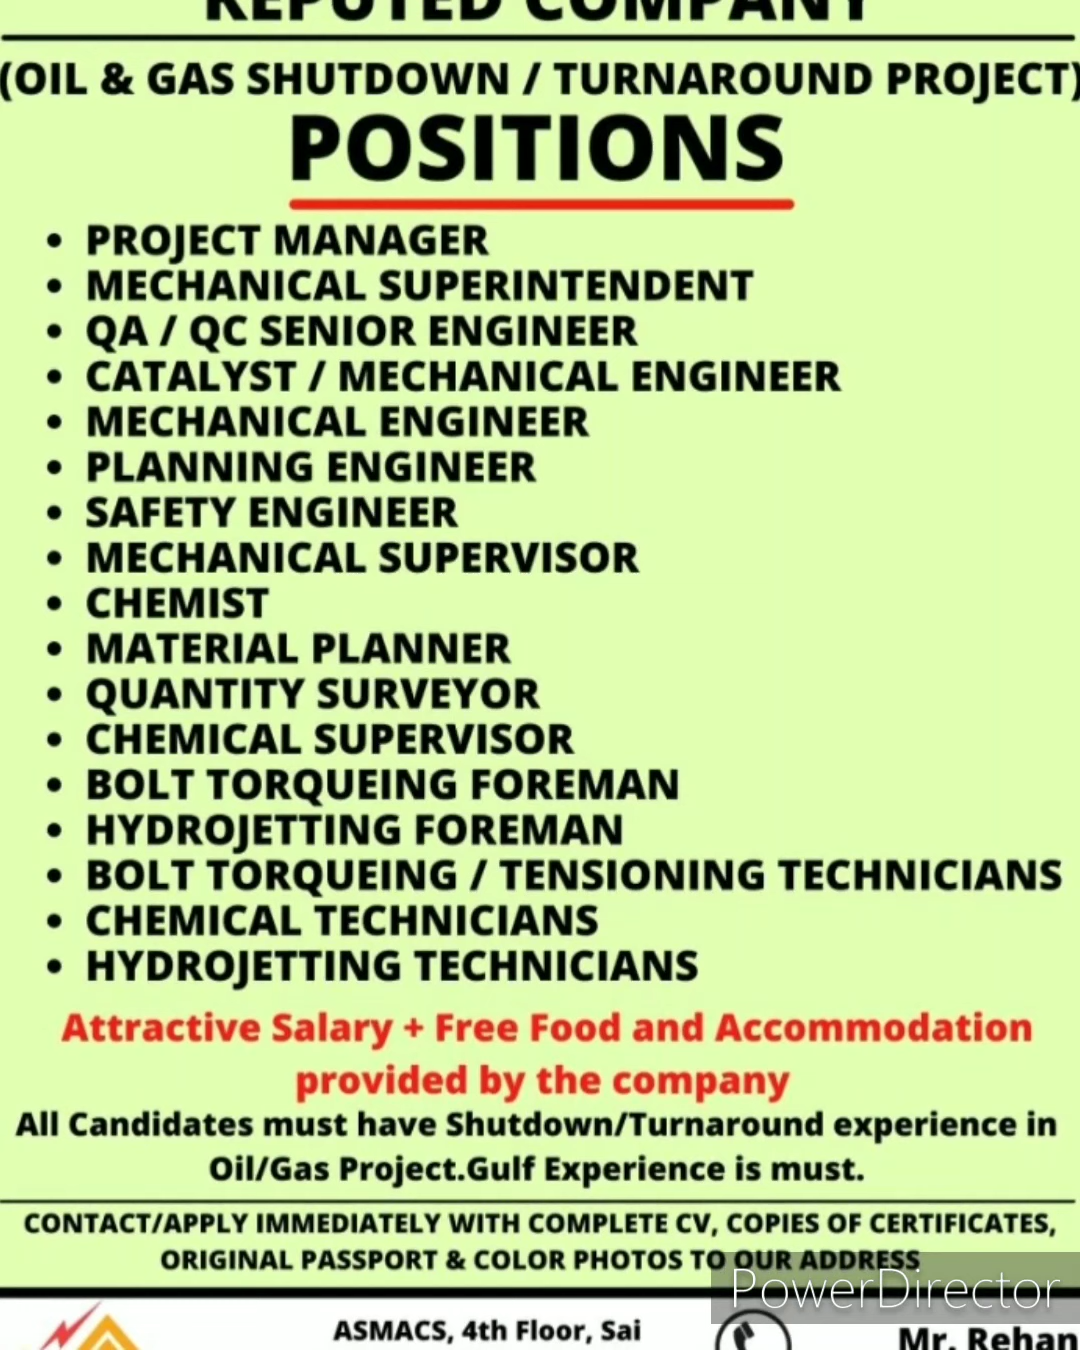 REPUTED COMPANY
(OIL & GAS SHUTDOWN / TURNAROUND PROJECT)
POSITIONS
• PROJECT MANAGER
• MECHANICAL SUPERINTENDENT
• QA / QC SENIOR ENGINEER
• CATALYST / MECHANICAL ENGINEER
• MECHANICAL ENGINEER
• PLANNING ENGINEER
• SAFETY ENGINEER
• MECHANICAL SUPERVISOR
• CHEMIST
• MATERIAL PLANNER
• QUANTITY SURVEYOR
• CHEMICAL SUPERVISOR
• BOLT TORQUEING FOREMAN
• HYDROJETTING FOREMAN
• BOLT TORQUEING / TENSIONING TECHNICIANS
• CHEMICAL TECHNICIANS
• HYDROJETTING TECHNICIANS
Attractive Salary + Free Food and Accommodation
provided by the company
All Candidates must have Shutdown/Turnaround experience in
Oil/Gas Project.Gulf Experience is must.
CONTACT/APPLY IMMEDIATELY WITH COMPLETE CV, COPIES OF CERTIFICATES,
ORIGINAL PASSPORT & COLOR PHOTOS TO OUR ADDRESS
PowerDirector
ASMACS, 4th Floor, Sai
Mr. Rehan